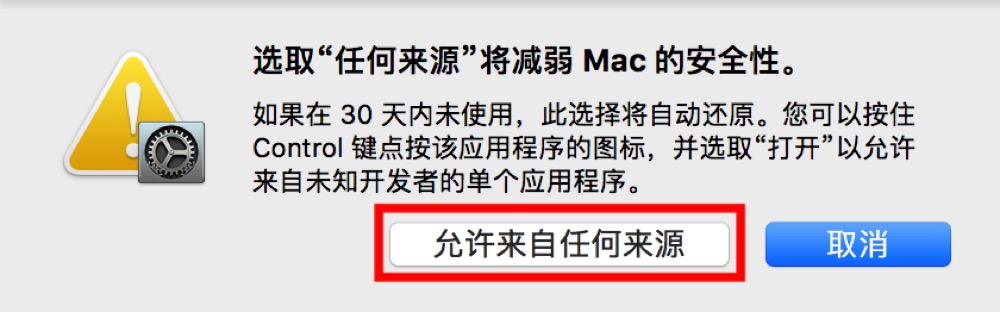 选取“任何来源”将减弱 Mac 的安全性。
如果在 30 天内未使用，此选择将自动还原。您可以按住
Control 键点按该应用程序的图标，并选取“打开”以允许
来自未知开发者的单个应用程序。
允许来自任何来源
取消